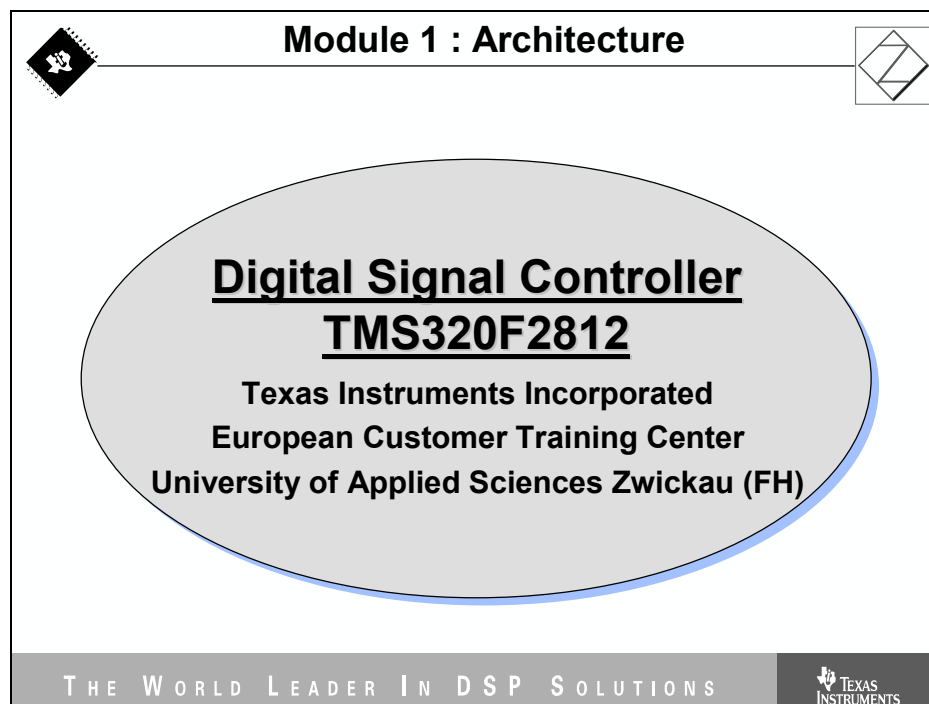 Module 1 : Architecture
Digital Signal Controller
TMS320F2812
Texas Instruments Incorporated
European Customer Training Center
University of Applied Sciences Zwickau (FH)
THE WORLD LEADER IN DSP SOLUTIONS
TEXAS
INSTRUMENTS